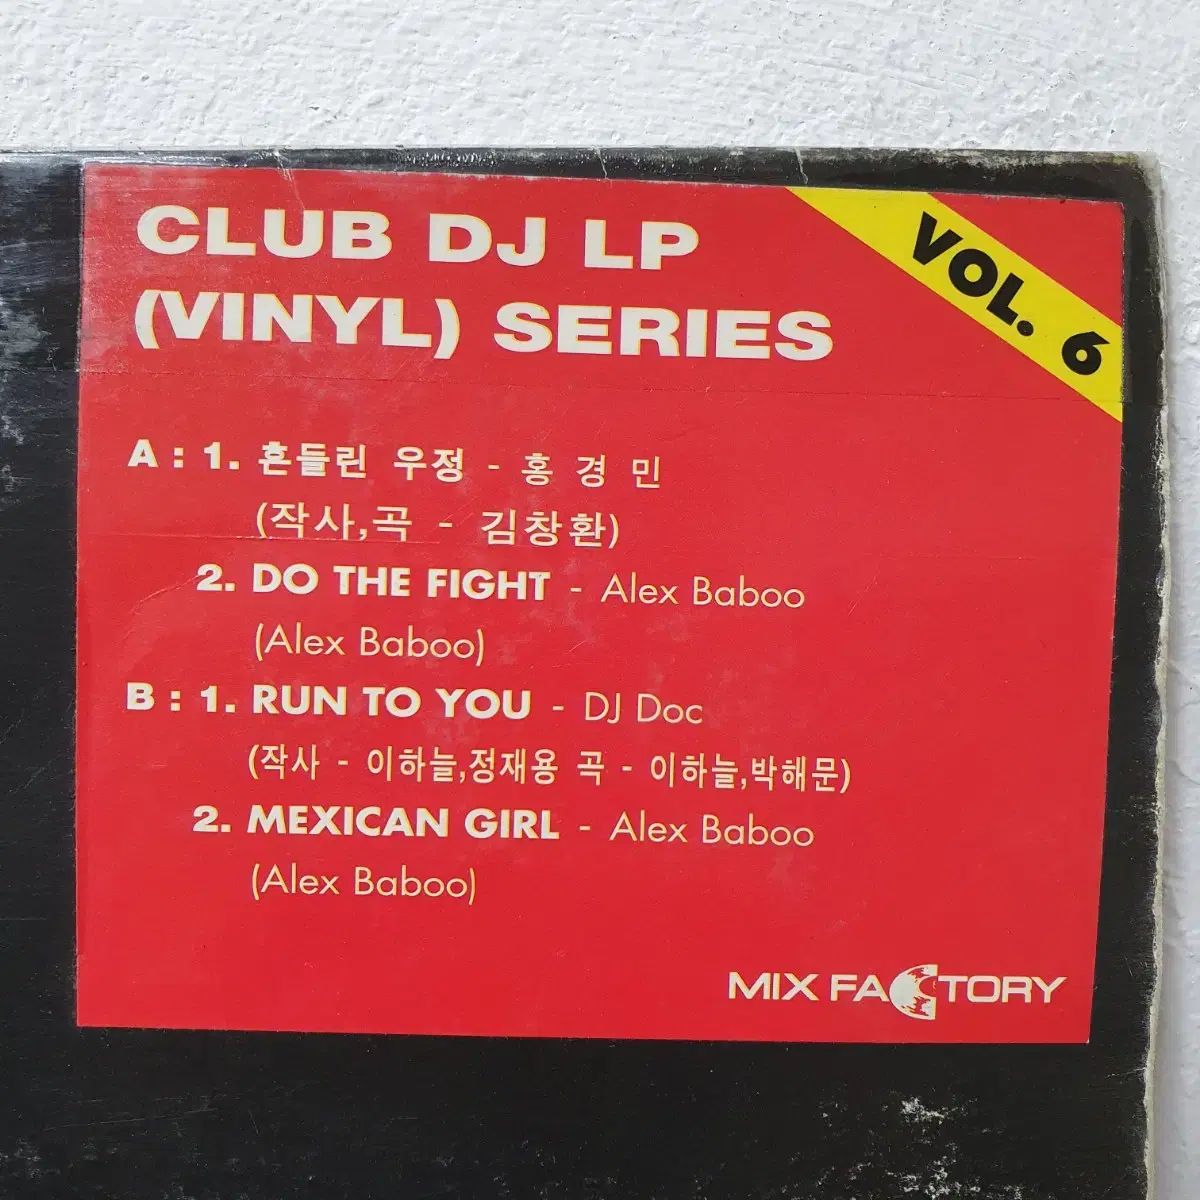 CLUB DJ LP
(VINYL) SERIES
VOL. 6
A : 1. 흔들린 우정 - 홍 경 민
(작사,곡 - 김창환)
2. DO THE FIGHT - Alex Baboo
(Alex Baboo)
B : 1. RUN TO YOU - DJ Doc
(작사 - 이하늘,정재용 곡 - 이하늘,박해문)
2. MEXICAN GIRL - Alex Baboo
(Alex Baboo)
MIX FACTORY